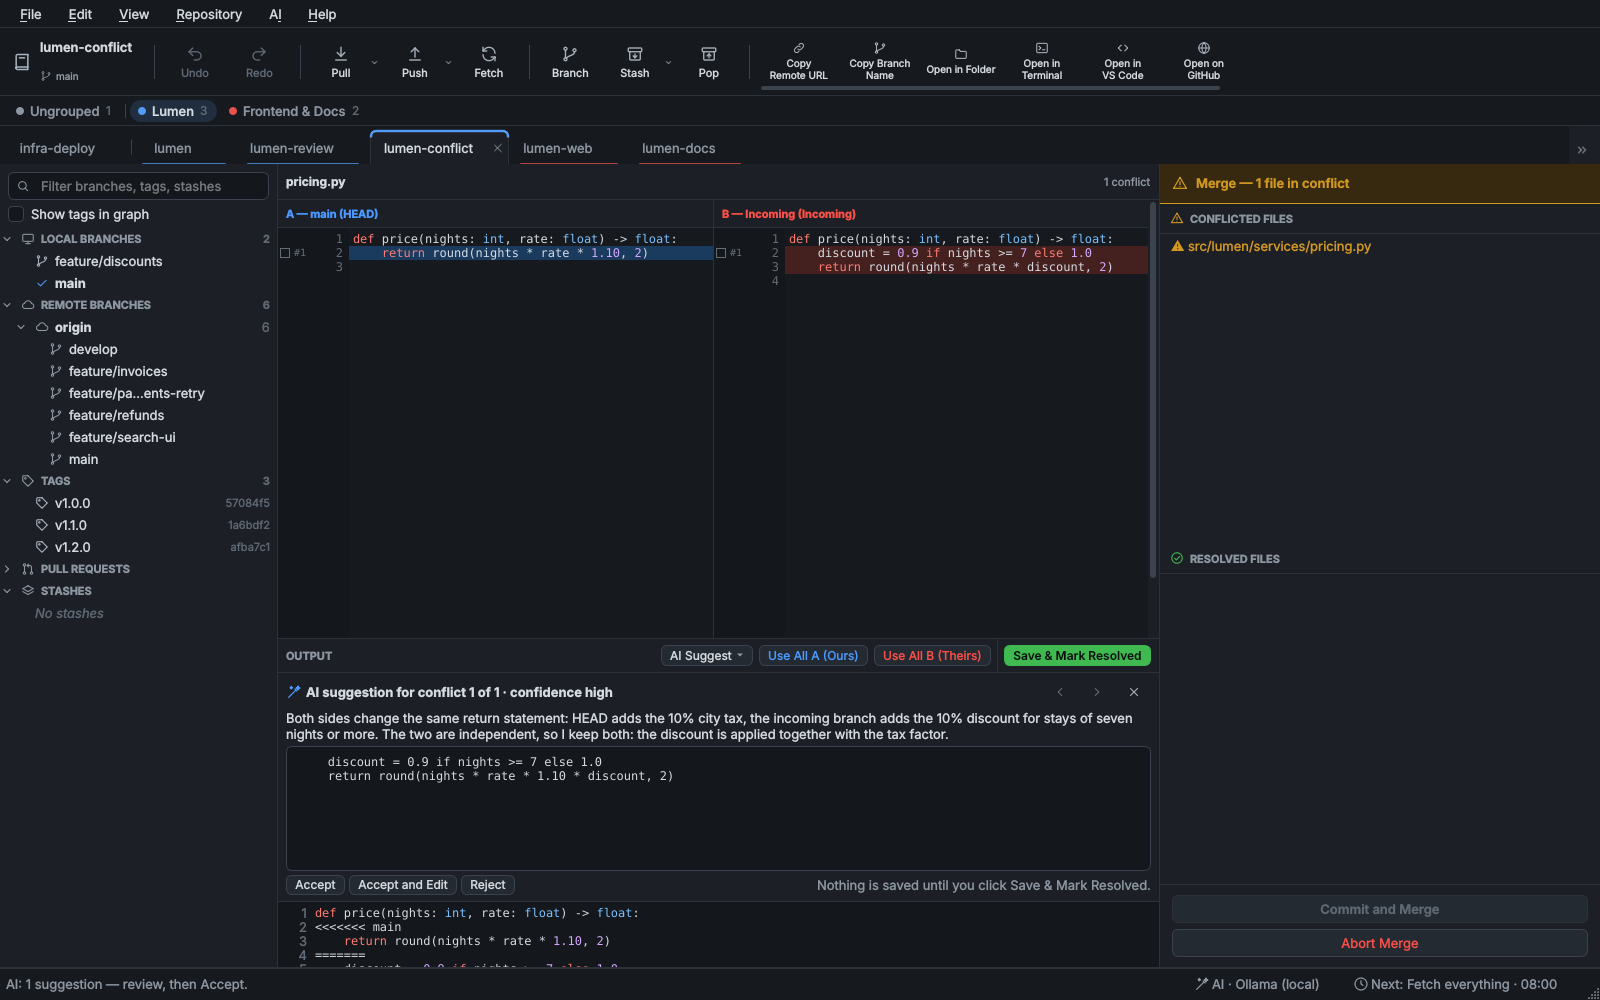 File Edit View Repository AI Help
lumen-conflict
main
Undo Redo Pull Push Fetch Branch Stash Pop
Copy Remote URL
Copy Branch Name
Open in Folder
Open in Terminal
Open in VS Code
Open on GitHub
Ungrouped 1 Lumen 3 Frontend & Docs 2
infra-deploy lumen lumen-review lumen-conflict lumen-web lumen-docs
Filter branches, tags, stashes
Show tags in graph
LOCAL BRANCHES 2
feature/discounts
main
REMOTE BRANCHES 6
origin 6
develop
feature/invoices
feature/pa...ents-retry
feature/refunds
feature/search-ui
main
TAGS 3
v1.0.0 57084f5
v1.1.0 1a6bdf2
v1.2.0 afba7c1
PULL REQUESTS
STASHES
No stashes
pricing.py 1 conflict
A — main (HEAD)
1 def price(nights: int, rate: float) -> float:
#1 2 return round(nights * rate * 1.10, 2)
3
B — Incoming (Incoming)
1 def price(nights: int, rate: float) -> float:
#1 2 discount = 0.9 if nights >= 7 else 1.0
3 return round(nights * rate * discount, 2)
4
OUTPUT AI Suggest Use All A (Ours) Use All B (Theirs) Save & Mark Resolved
AI suggestion for conflict 1 of 1 · confidence high
Both sides change the same return statement: HEAD adds the 10% city tax, the incoming branch adds the 10% discount for stays of seven
nights or more. The two are independent, so I keep both: the discount is applied together with the tax factor.
discount = 0.9 if nights >= 7 else 1.0
return round(nights * rate * 1.10 * discount, 2)
Accept Accept and Edit Reject Nothing is saved until you click Save & Mark Resolved.
1 def price(nights: int, rate: float) -> float:
2 <<<<<<< main
3 return round(nights * rate * 1.10, 2)
4 =======
5 discount = 0.9 if nights >= 7 else 1.0
Merge — 1 file in conflict
CONFLICTED FILES
src/lumen/services/pricing.py
RESOLVED FILES
Commit and Merge
Abort Merge
AI: 1 suggestion — review, then Accept. AI · Ollama (local) Next: Fetch everything · 08:00